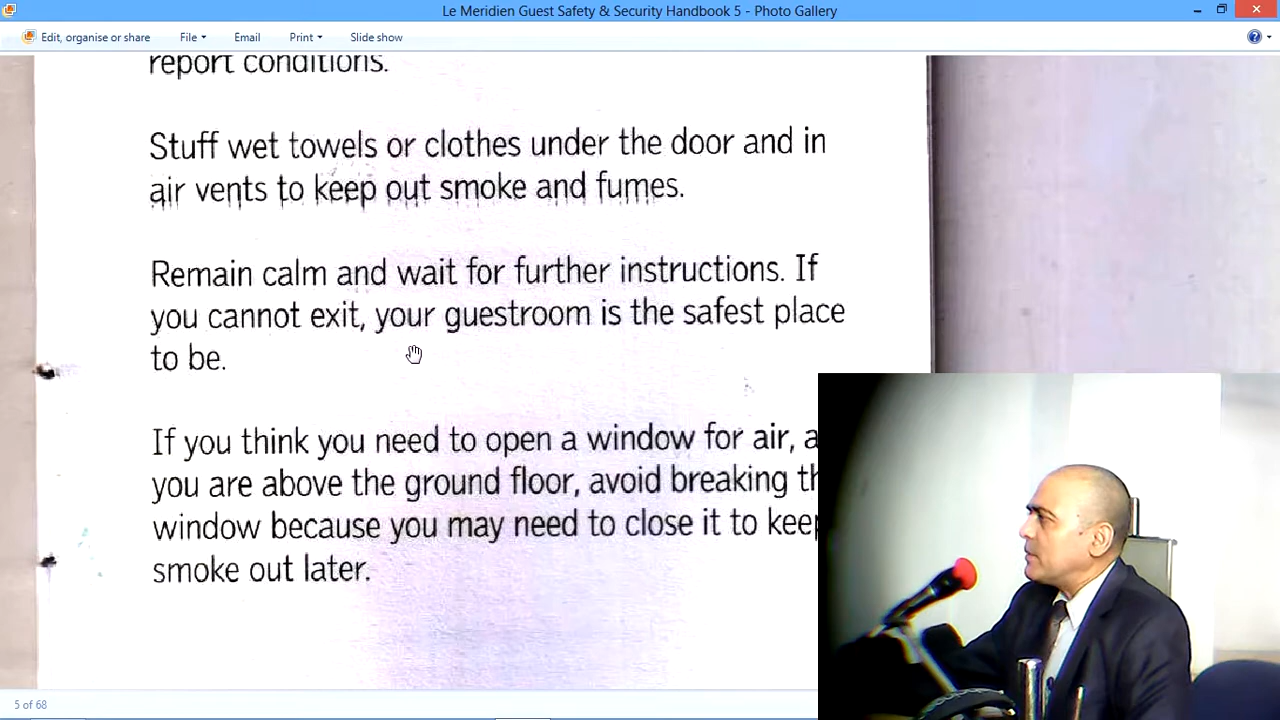 Le Meridien Guest Safety & Security Handbook 5 - Photo Gallery
Edit, organise or share File Email Print Slide show
report conditions.
Stuff wet towels or clothes under the door and in
air vents to keep out smoke and fumes.
Remain calm and wait for further instructions. If
you cannot exit, your guestroom is the safest place
to be.
If you think you need to open a window for air,
you are above the ground floor, avoid breaking
window because you may need to close it to keep
smoke out later.
5 of 68